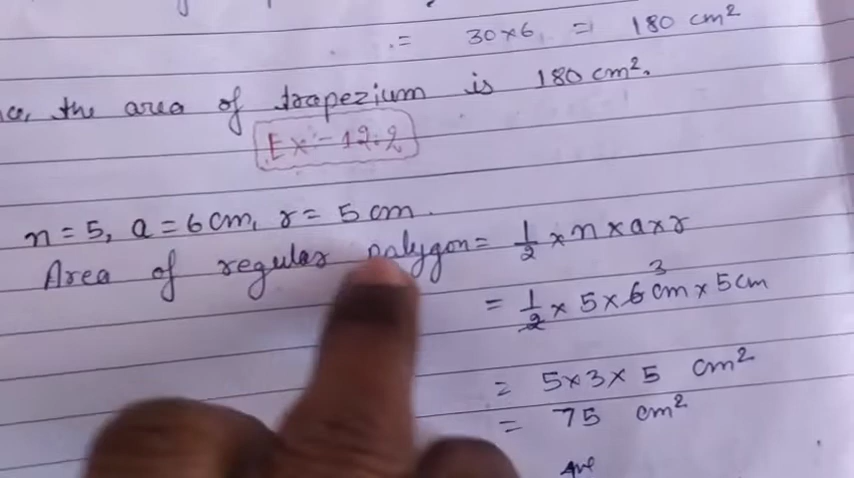 = 30×6 = 180 cm²
the area of trapezium is 180 cm².
Ex:- 12.2
n = 5, a = 6 cm, r = 5 cm.
Area of regular polygon = 1/2 × n × a × r
= 1/2 × 5 × 6 cm × 5 cm
3
= 5×3×5 cm²
= 75 cm²